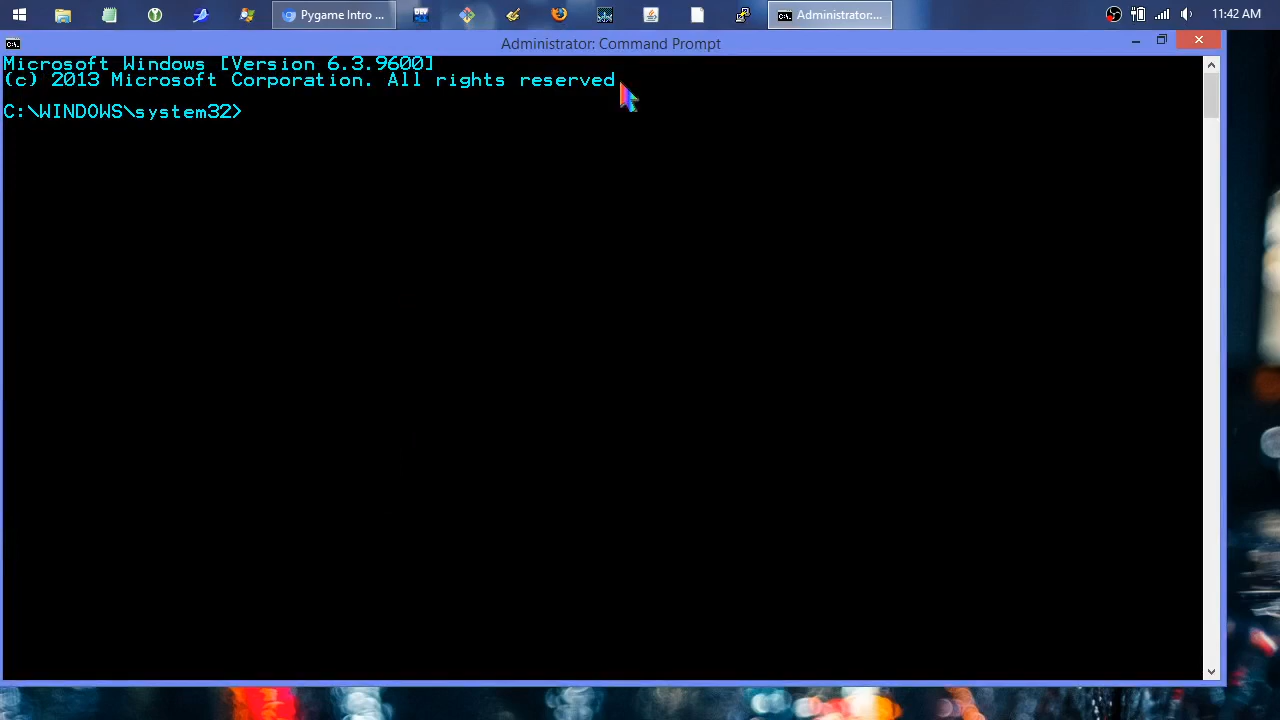 Pygame Intro ...
Administrator:...
11:42 AM
Administrator: Command Prompt
Microsoft Windows [Version 6.3.9600]
(c) 2013 Microsoft Corporation. All rights reserved
C:\WINDOWS\system32>